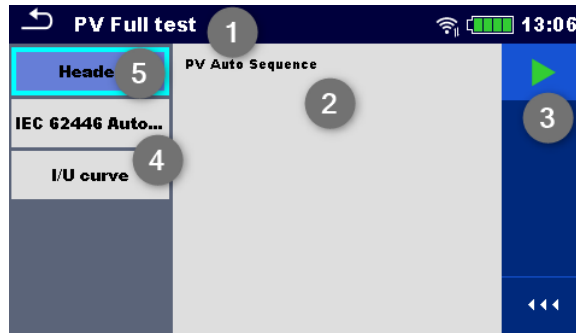 PV Full test
1
13:06
Heade
5
PV Auto Sequence
2
3
IEC 62446 Auto...
4
I/U curve